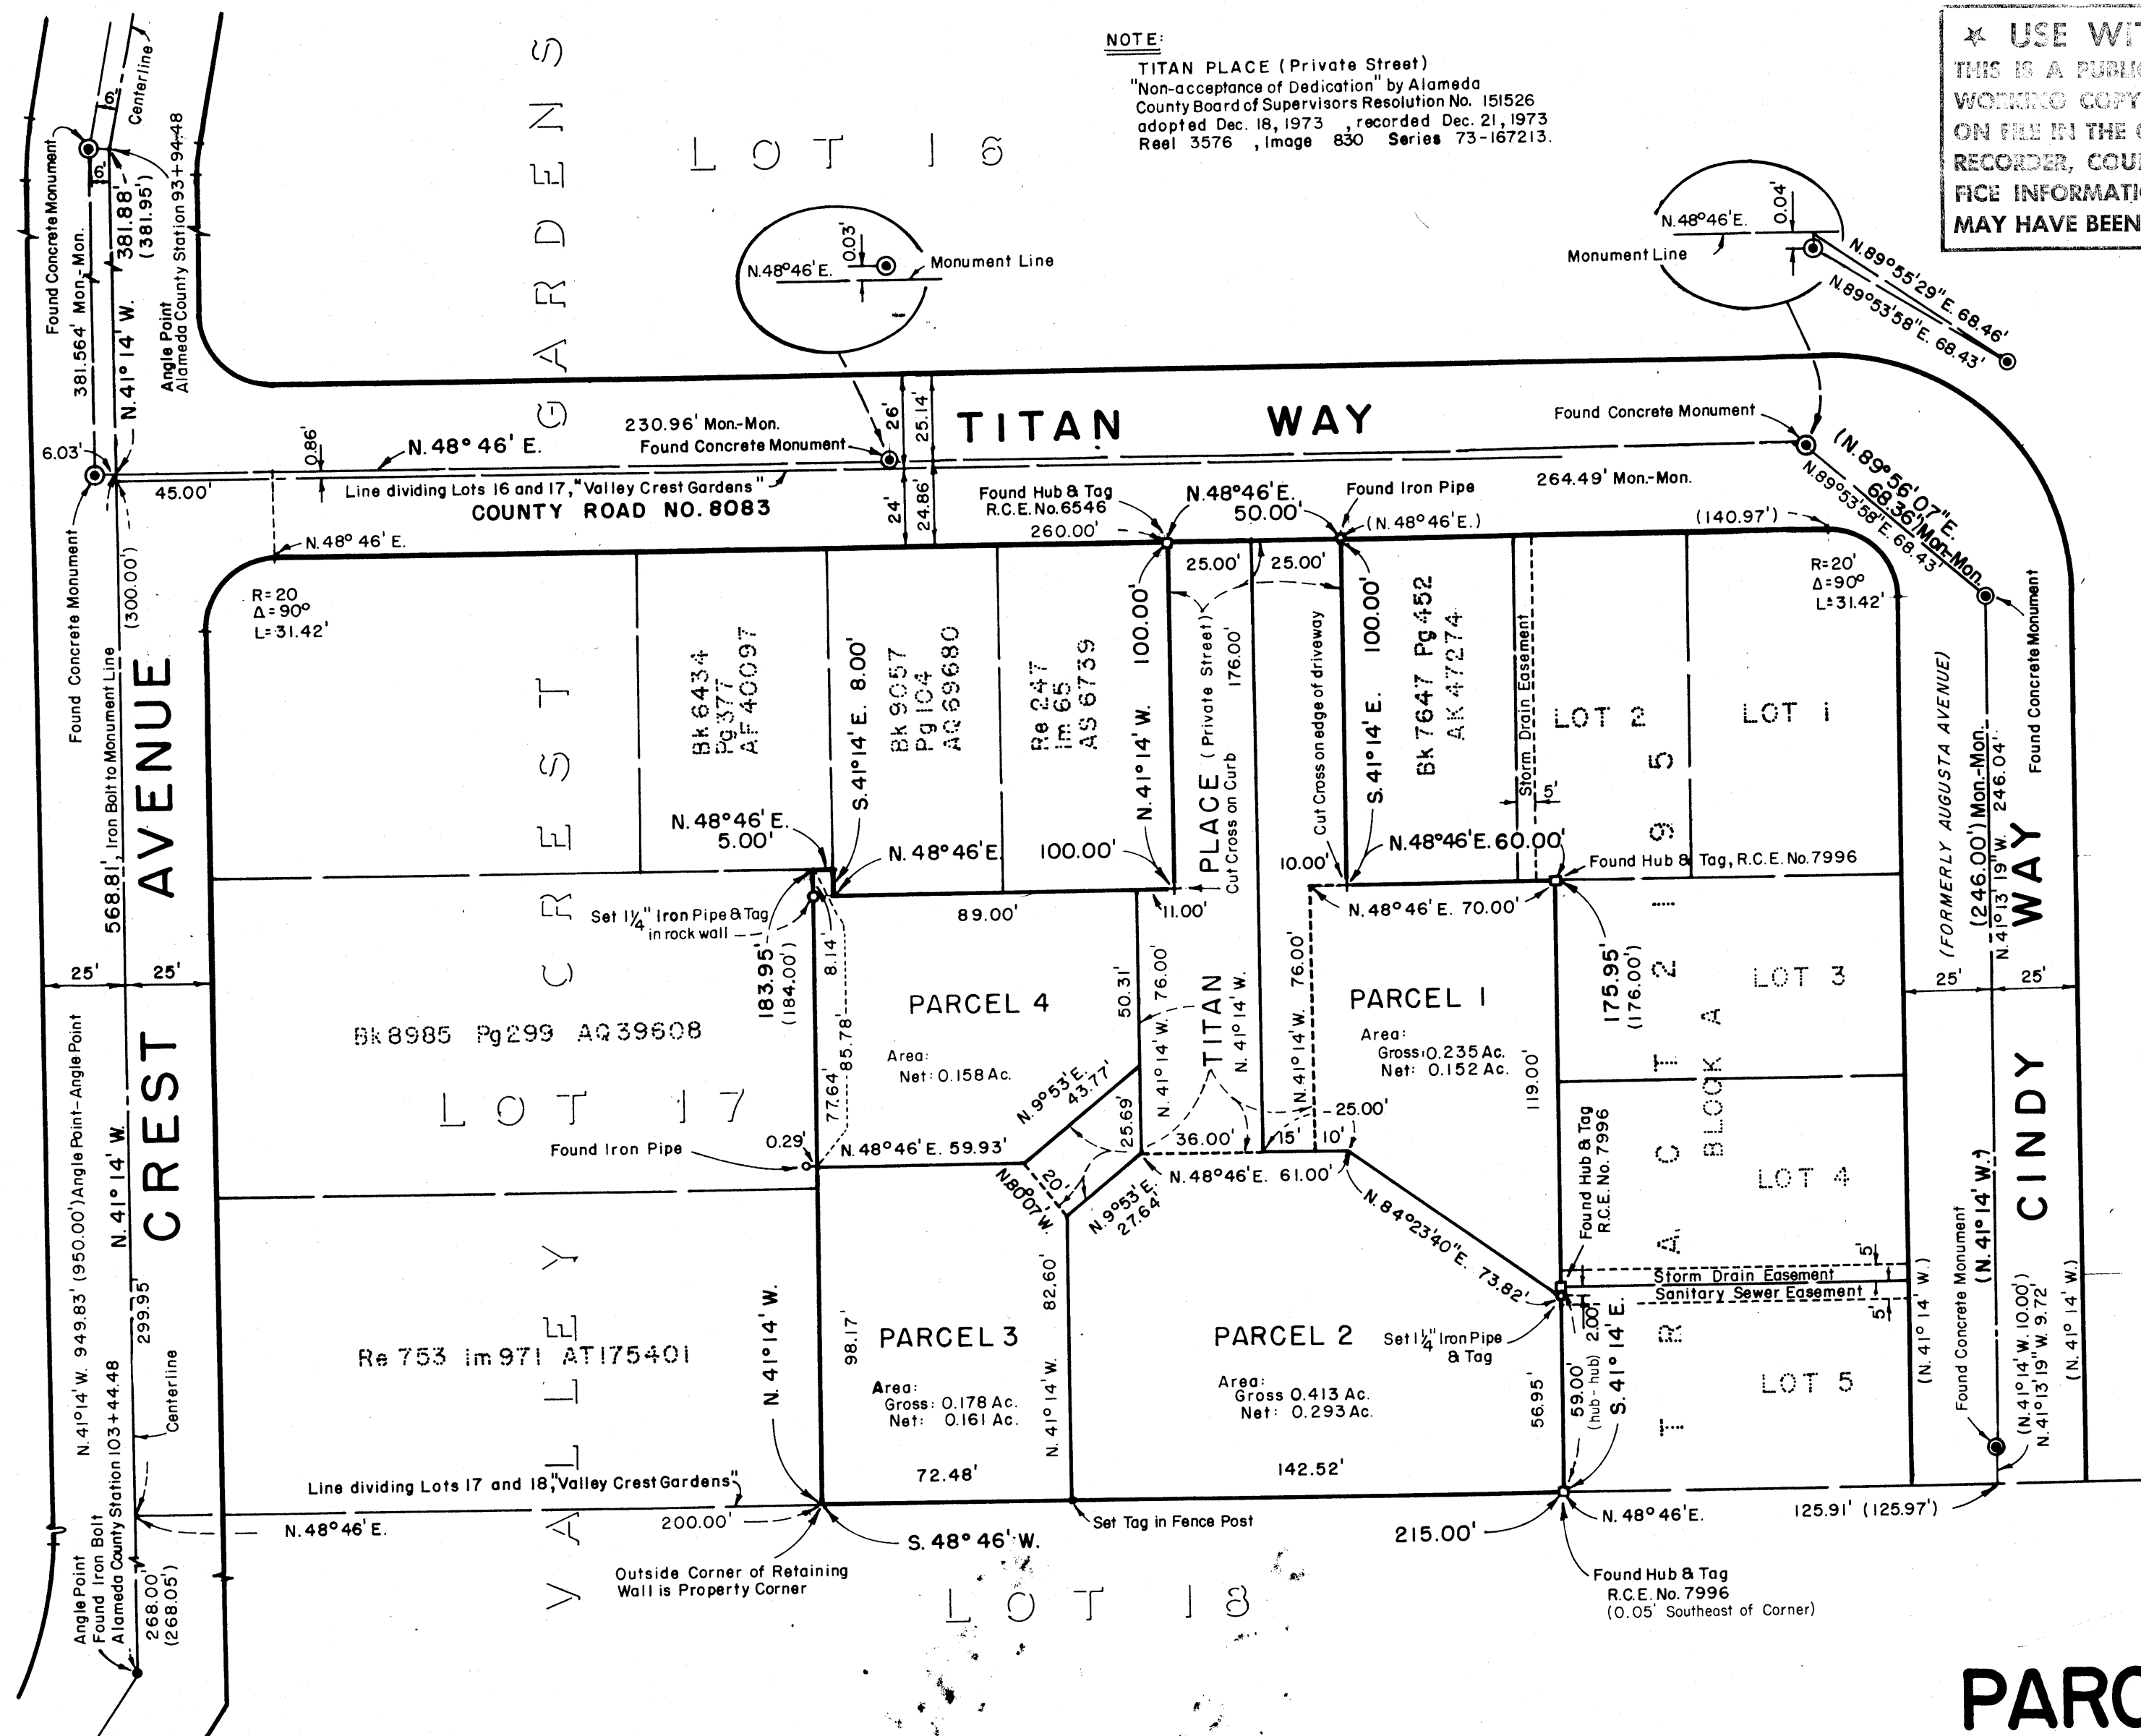 NOTE:
TITAN PLACE (Private Street)
"Non-acceptance of Dedication" by Alameda
County Board of Supervisors Resolution No. 151526
adopted Dec. 18, 1973 , recorded Dec. 21, 1973
Reel 3576 , Image 830 Series 73-167213.
✯ USE WIT
THIS IS A PUBLIC
WORKING COPY
ON FILE IN THE
RECORDER, COU
FICE INFORMATIO
MAY HAVE BEEN
Centerline
6'
6'
Found Concrete Monument
381.564' Mon.-Mon.
N. 41° 14' W. 381.88'
(381.95')
Angle Point
Alameda County Station 93+94.48
GARDENS
LOT 16
N.48°46'E.
0.03'
Monument Line
N.48°46'E.
0.04'
Monument Line
N.89°55'29"E. 68.46'
N.89°53'58"E. 68.43'
6.03'
45.00'
0.86'
N. 48° 46' E.
230.96' Mon.-Mon.
Found Concrete Monument
26'
25.14'
24'
24.86'
TITAN WAY
Line dividing Lots 16 and 17, "Valley Crest Gardens"
COUNTY ROAD NO. 8083
Found Concrete Monument
264.49' Mon.-Mon.
(N.89°56'07"E.
68.36') Mon-Mon.
N.89°53'58"E. 68.43'
Found Hub & Tag
R.C.E. No.6546
260.00'
N.48°46'E.
50.00'
Found Iron Pipe
(N.48°46'E.)
(140.97')
N. 48° 46' E.
25.00'
25.00'
R=20
Δ=90°
L=31.42'
R=20'
Δ=90°
L=31.42'
Found Concrete Monument
(300.00')
568.81', Iron Bolt to Monument Line
CREST AVENUE
Bk 6434
Pg 377
AF 40097
S. 41°14' E. 8.00'
Bk 9057
Pg 104
AQ 69680
Re 247
Im 65
AS 6739
N. 41°14' W. 100.00'
TITAN PLACE (Private Street)
Cut Cross on Curb
176.00'
Cut Cross on edge of driveway
S. 41°14' E. 100.00'
Bk 7647 Pg 452
AK 47274
Storm Drain Easement
5'
LOT 2
LOT 1
(FORMERLY AUGUSTA AVENUE)
Found Concrete Monument
(246.00') Mon.-Mon.
N. 41°13'19"W. 246.04'
CINDY WAY
N. 48°46'E.
5.00'
N. 48°46'E.
100.00'
10.00'
N.48°46'E. 60.00'
Found Hub & Tag, R.C.E. No.7996
Set 1¼" Iron Pipe & Tag
in rock wall
89.00'
11.00'
N.48°46'E. 70.00'
25'
25'
183.95'
(184.00')
8.14'
77.64'
85.78'
PARCEL 4
Area:
Net: 0.158 Ac.
50.31'
N. 41°14' W. 76.00'
N. 41°14' W.
N. 41°14' W. 76.00'
PARCEL 1
Area:
Gross: 0.235 Ac.
Net: 0.152 Ac.
119.00'
175.95'
(176.00')
TRACT 2195
BLOCK A
LOT 3
25'
25'
Bk 8985 Pg 299 AQ 39608
LOT 17
VALLEY CREST
N. 9°53' E.
43.77'
25.69'
36.00'
15'
10'
25.00'
Found Iron Pipe
0.29'
N. 48°46'E. 59.93'
20'
N.80°07'W.
N. 9°53' E.
27.64'
N. 48°46'E. 61.00'
N. 84°23'40"E. 73.82'
Found Hub & Tag
R.C.E. No. 7996
LOT 4
Storm Drain Easement
Sanitary Sewer Easement
5'
5'
N. 41°14' W. 949.83' (950.00') Angle Point-Angle Point
N. 41° 14' W.
299.95'
Centerline
Re 753 Im 971 AT175401
N. 41°14' W.
98.17'
PARCEL 3
Area:
Gross: 0.178 Ac.
Net: 0.161 Ac.
72.48'
82.60'
N. 41°14' W.
PARCEL 2
Area:
Gross 0.413 Ac.
Net: 0.293 Ac.
142.52'
Set 1¼" Iron Pipe
& Tag
56.95'
2.00'
59.00'
(hub - hub)
S. 41° 14' E.
LOT 5
(N. 41° 14' W.)
(N. 41° 14' W.)
Found Concrete Monument
(N. 41°14' W. 10.00')
N. 41°13'19"W. 9.72'
(N. 41° 14' W.)
Line dividing Lots 17 and 18, "Valley Crest Gardens"
N. 48°46'E.
200.00'
Set Tag in Fence Post
S. 48° 46' W.
215.00'
N. 48°46'E.
125.91' (125.97')
Outside Corner of Retaining
Wall is Property Corner
Found Hub & Tag
R.C.E. No. 7996
(0.05' Southeast of Corner)
LOT 18
Angle Point
Found Iron Bolt
Alameda County Station 103+44.48
268.00'
(268.05')
PARC